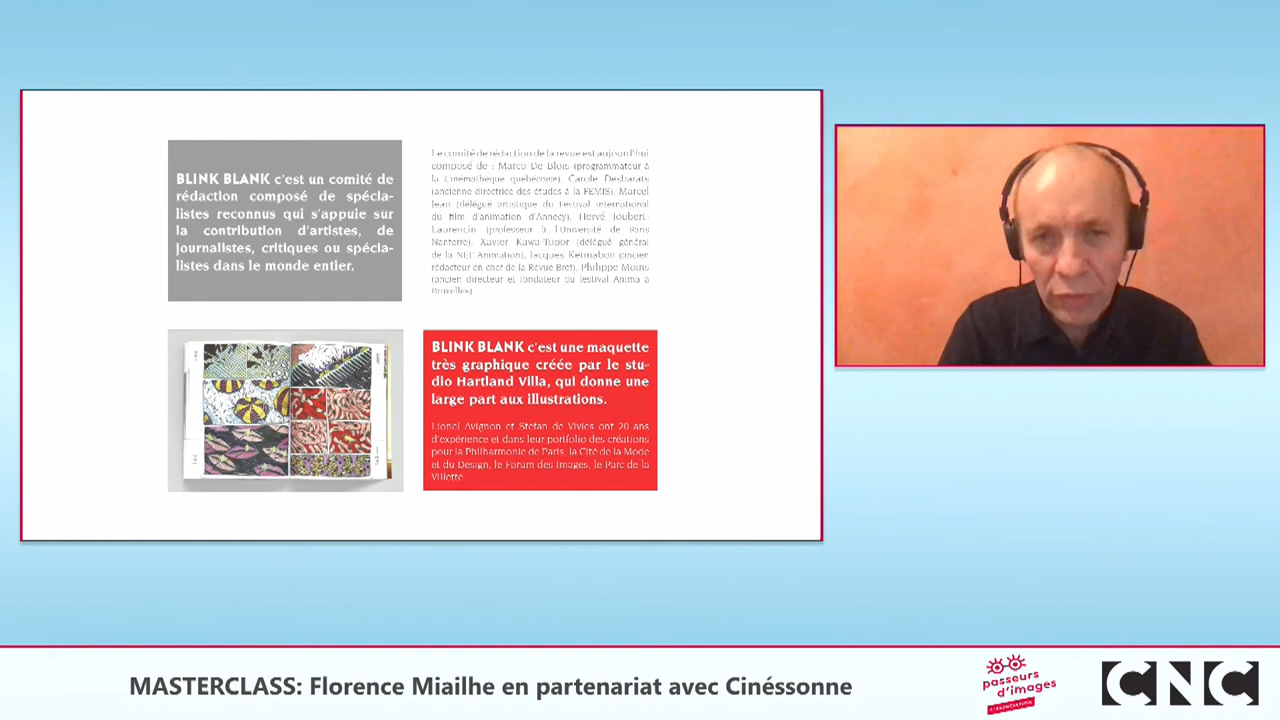 BLINK BLANK c'est un comité de
rédaction composé de spécia-
listes reconnus qui s'appuie sur
la contribution d'artistes, de
journalistes, critiques ou spécia-
listes dans le monde entier.
Le comité de rédaction de la revue est aujourd'hui
composé de : Marco De Blois (programmateur à
la Cinémathèque québécoise), Carole Desbarats
(ancienne directrice des études à la FEMIS), Marcel
Jean (délégué artistique du Festival international
du film d'animation d'Annecy), Hervé Joubert-
Laurencin (professeur à l'Université de Paris
Nanterre), Xavier Kawa-Topor (délégué général
de la NEF Animation), Jacques Kermabon (ancien
rédacteur en chef de la Revue Bref), Philippe Moins
(ancien directeur et fondateur du festival Anima à
Bruxelles)
BLINK BLANK c'est une maquette
très graphique créée par le stu-
dio Hartland Villa, qui donne une
large part aux illustrations.
Lionel Avignon et Stefan de Vivies ont 20 ans
d'expérience et dans leur portfolio des créations
pour la Philharmonie de Paris, la Cité de la Mode
et du Design, le Forum des Images, le Parc de la
Villette
MASTERCLASS: Florence Miailhe en partenariat avec Cinéssonne
passeurs
d'images
L'ASSOCIATION
CNC